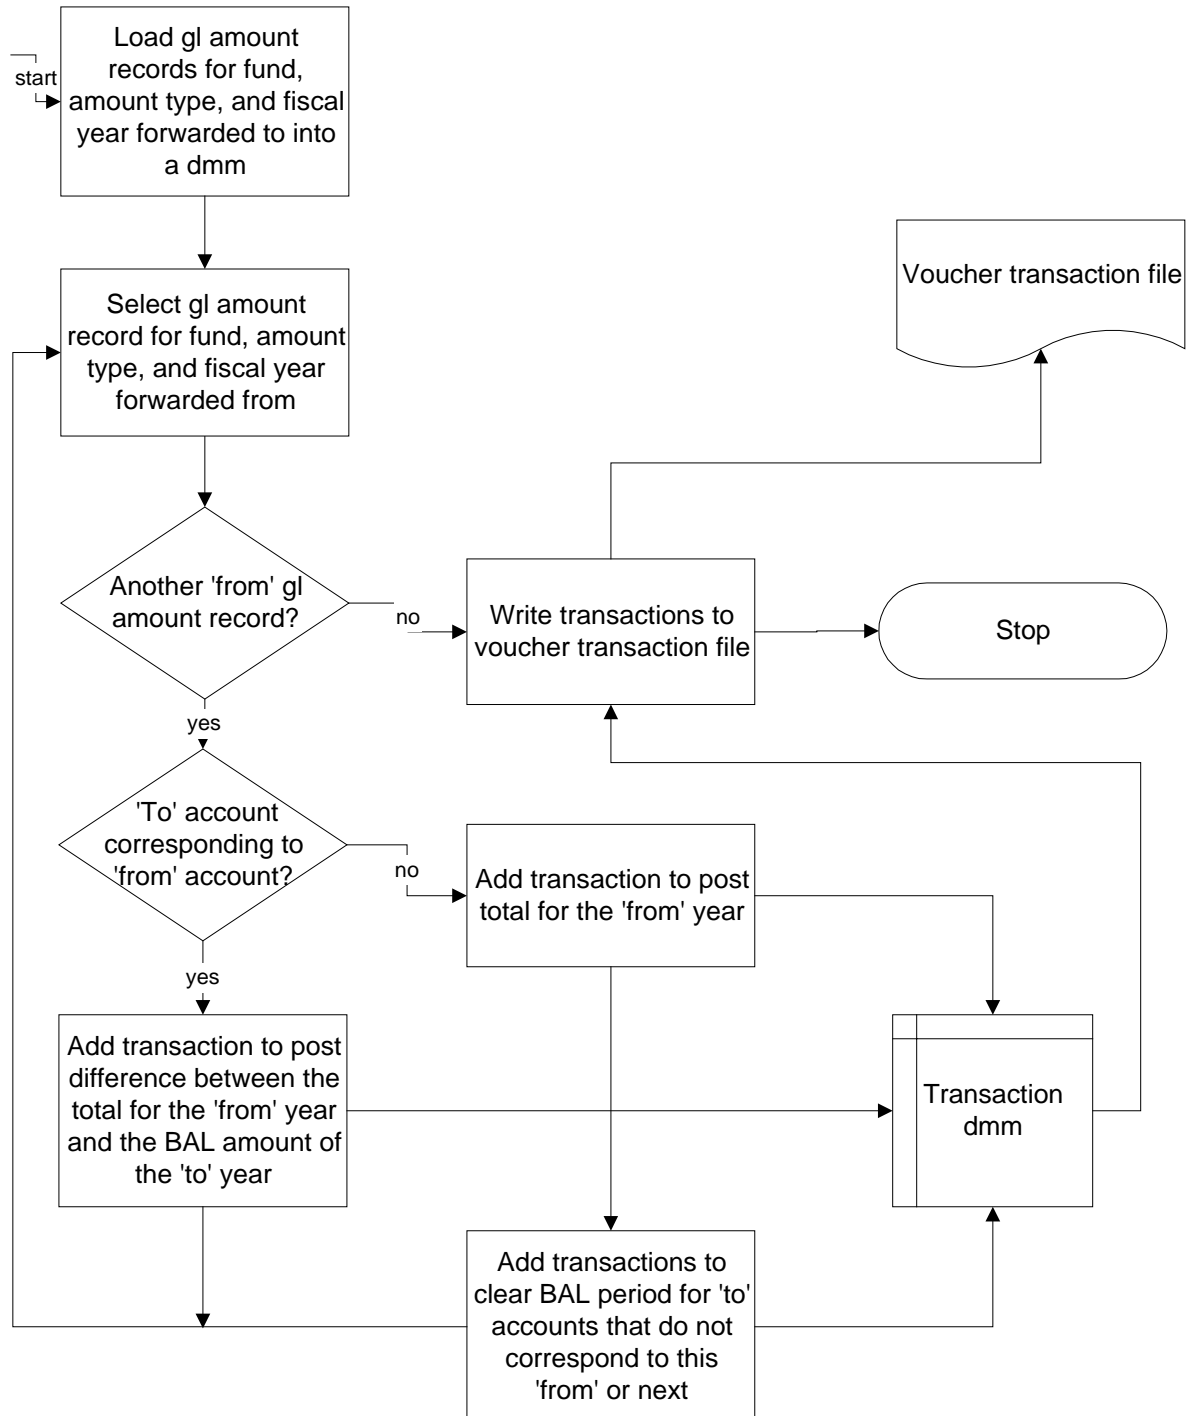 Load gl amount
records for fund,
amount type, and fiscal
year forwarded to into
a dmm
start
Select gl amount
record for fund, amount
type, and fiscal year
forwarded from
Voucher transaction file
Another 'from' gl
amount record?
no
Write transactions to
voucher transaction file
Stop
yes
'To' account
corresponding to
'from' account?
no
Add transaction to post
total for the 'from' year
yes
Add transaction to post
difference between the
total for the 'from' year
and the BAL amount of
the 'to' year
Transaction
dmm
Add transactions to
clear BAL period for 'to'
accounts that do not
correspond to this
'from' or next